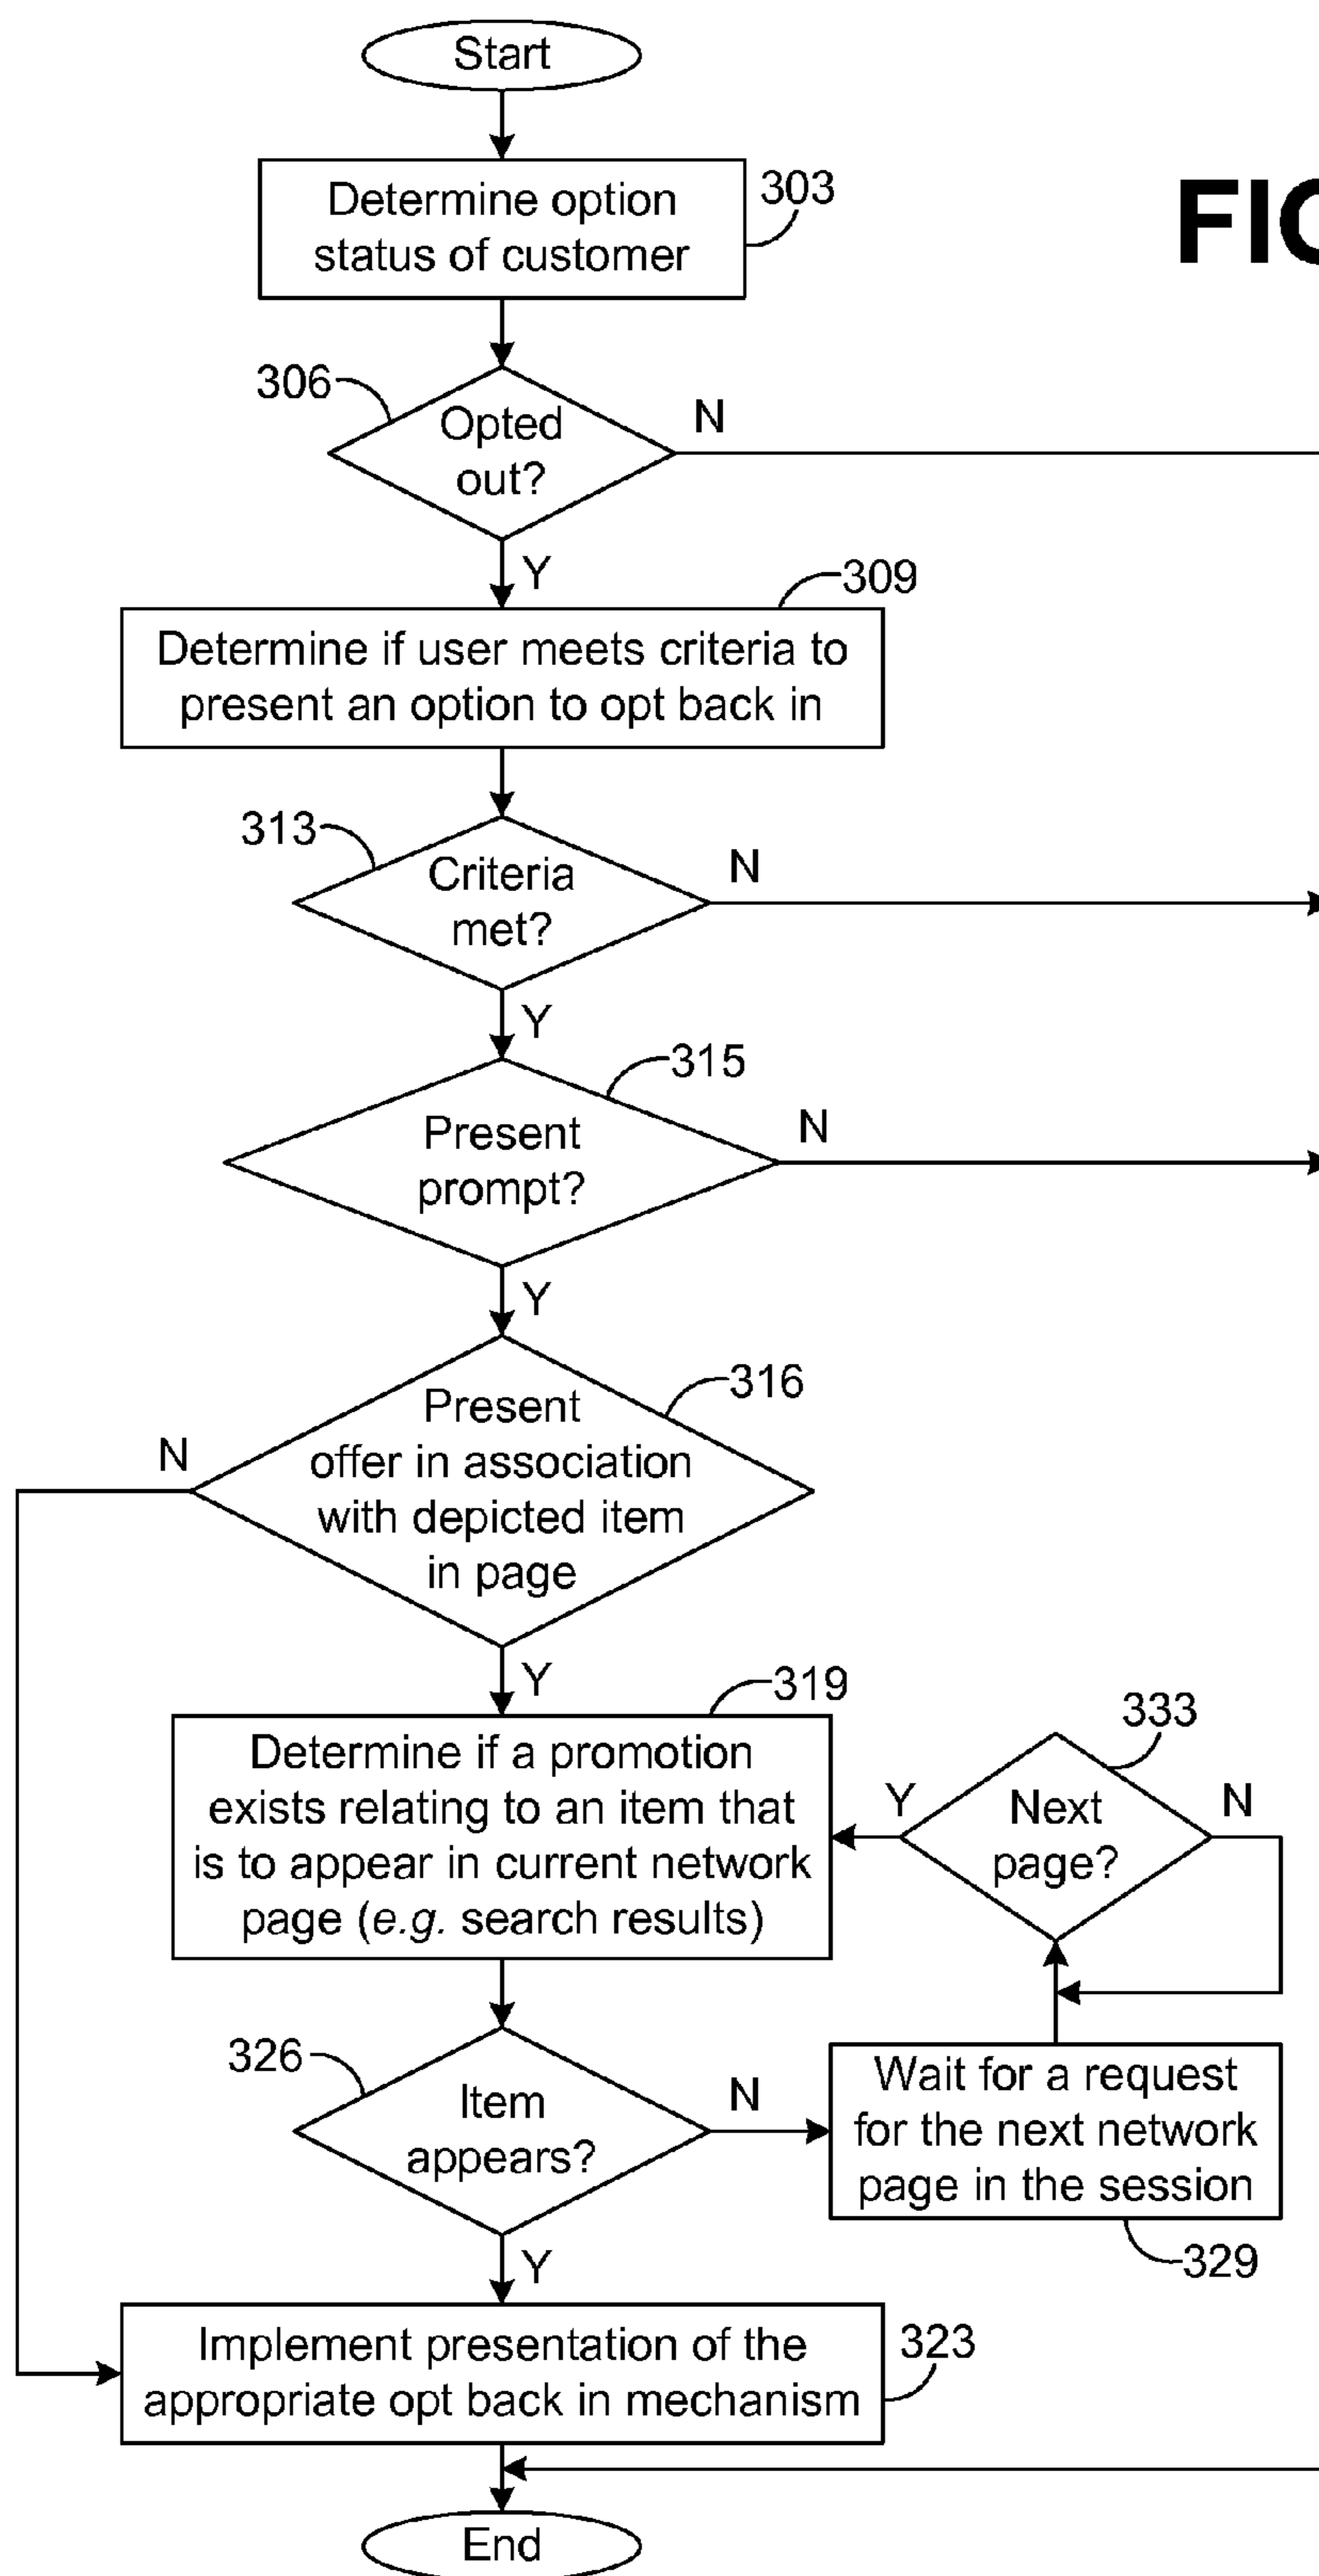 Start
Determine option
status of customer
303
FIG
306
Opted
out?
N
Y
309
Determine if user meets criteria to
present an option to opt back in
313
Criteria
met?
N
Y
315
Present
prompt?
N
Y
316
Present
offer in association
with depicted item
in page
N
Y
319
Determine if a promotion
exists relating to an item that
is to appear in current network
page (e.g. search results)
333
Next
page?
Y
N
326
Item
appears?
N
Y
Wait for a request
for the next network
page in the session
329
Implement presentation of the
appropriate opt back in mechanism
323
End